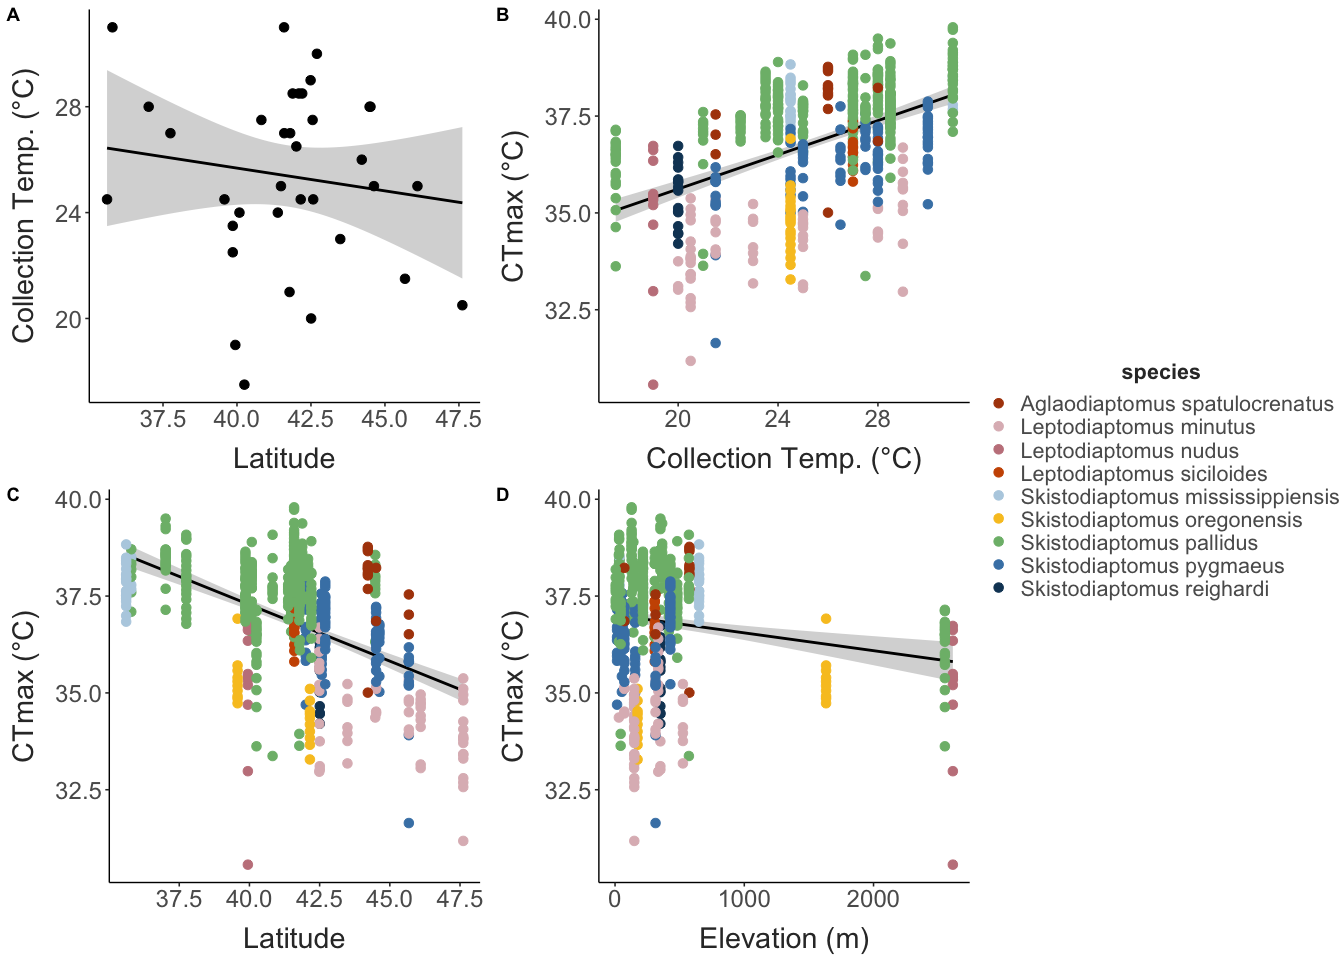 A
Collection Temp. (°C)
28
24
20
37.5 40.0 42.5 45.0 47.5
Latitude
B
CTmax (°C)
40.0
37.5
35.0
32.5
20 24 28
Collection Temp. (°C)
C
CTmax (°C)
40.0
37.5
35.0
32.5
37.5 40.0 42.5 45.0 47.5
Latitude
D
CTmax (°C)
40.0
37.5
35.0
32.5
0 1000 2000
Elevation (m)
species
Aglaodiaptomus spatulocrenatus
Leptodiaptomus minutus
Leptodiaptomus nudus
Leptodiaptomus siciloides
Skistodiaptomus mississippiensis
Skistodiaptomus oregonensis
Skistodiaptomus pallidus
Skistodiaptomus pygmaeus
Skistodiaptomus reighardi